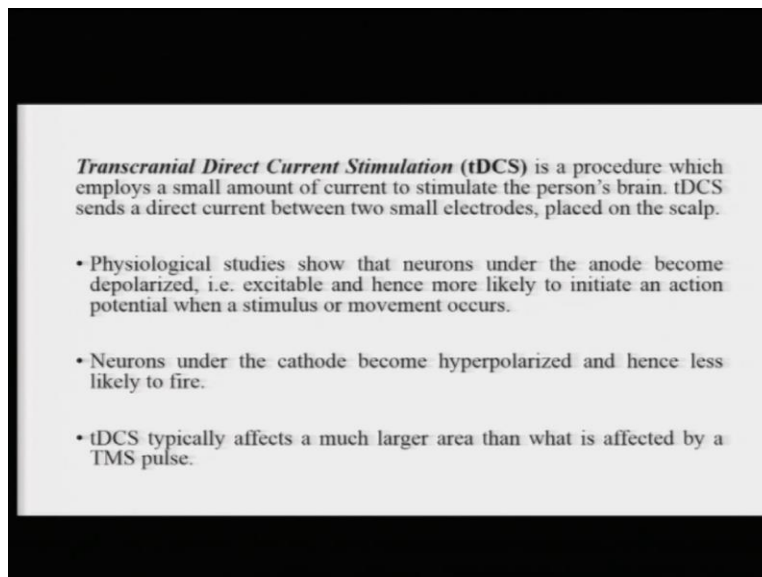 Transcranial Direct Current Stimulation (tDCS) is a procedure which
employs a small amount of current to stimulate the person's brain. tDCS
sends a direct current between two small electrodes, placed on the scalp.
• Physiological studies show that neurons under the anode become
depolarized, i.e. excitable and hence more likely to initiate an action
potential when a stimulus or movement occurs.
• Neurons under the cathode become hyperpolarized and hence less
likely to fire.
• tDCS typically affects a much larger area than what is affected by a
TMS pulse.